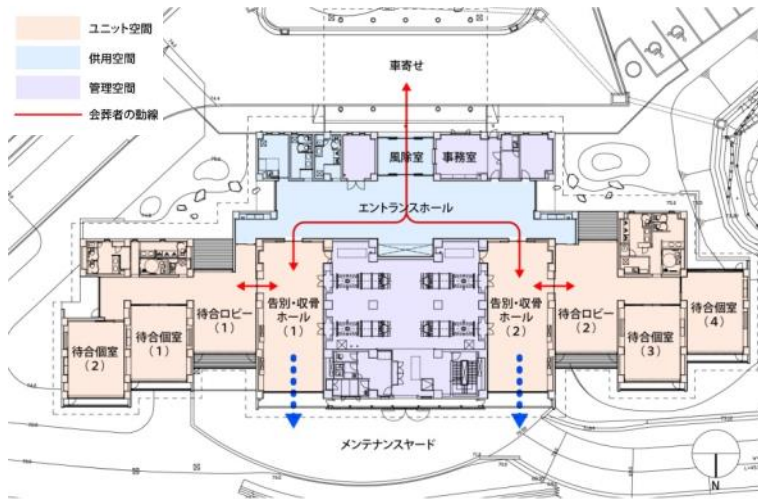 ユニット空間
供用空間
管理空間
会葬者の動線
車寄せ
風除室
事務室
エントランスホール
告別・収骨
ホール
(1)
告別・収骨
ホール
(2)
待合ロビー
(1)
待合ロビー
(2)
待合個室
(1)
待合個室
(2)
待合個室
(3)
待合個室
(4)
メンテナンスヤード
N